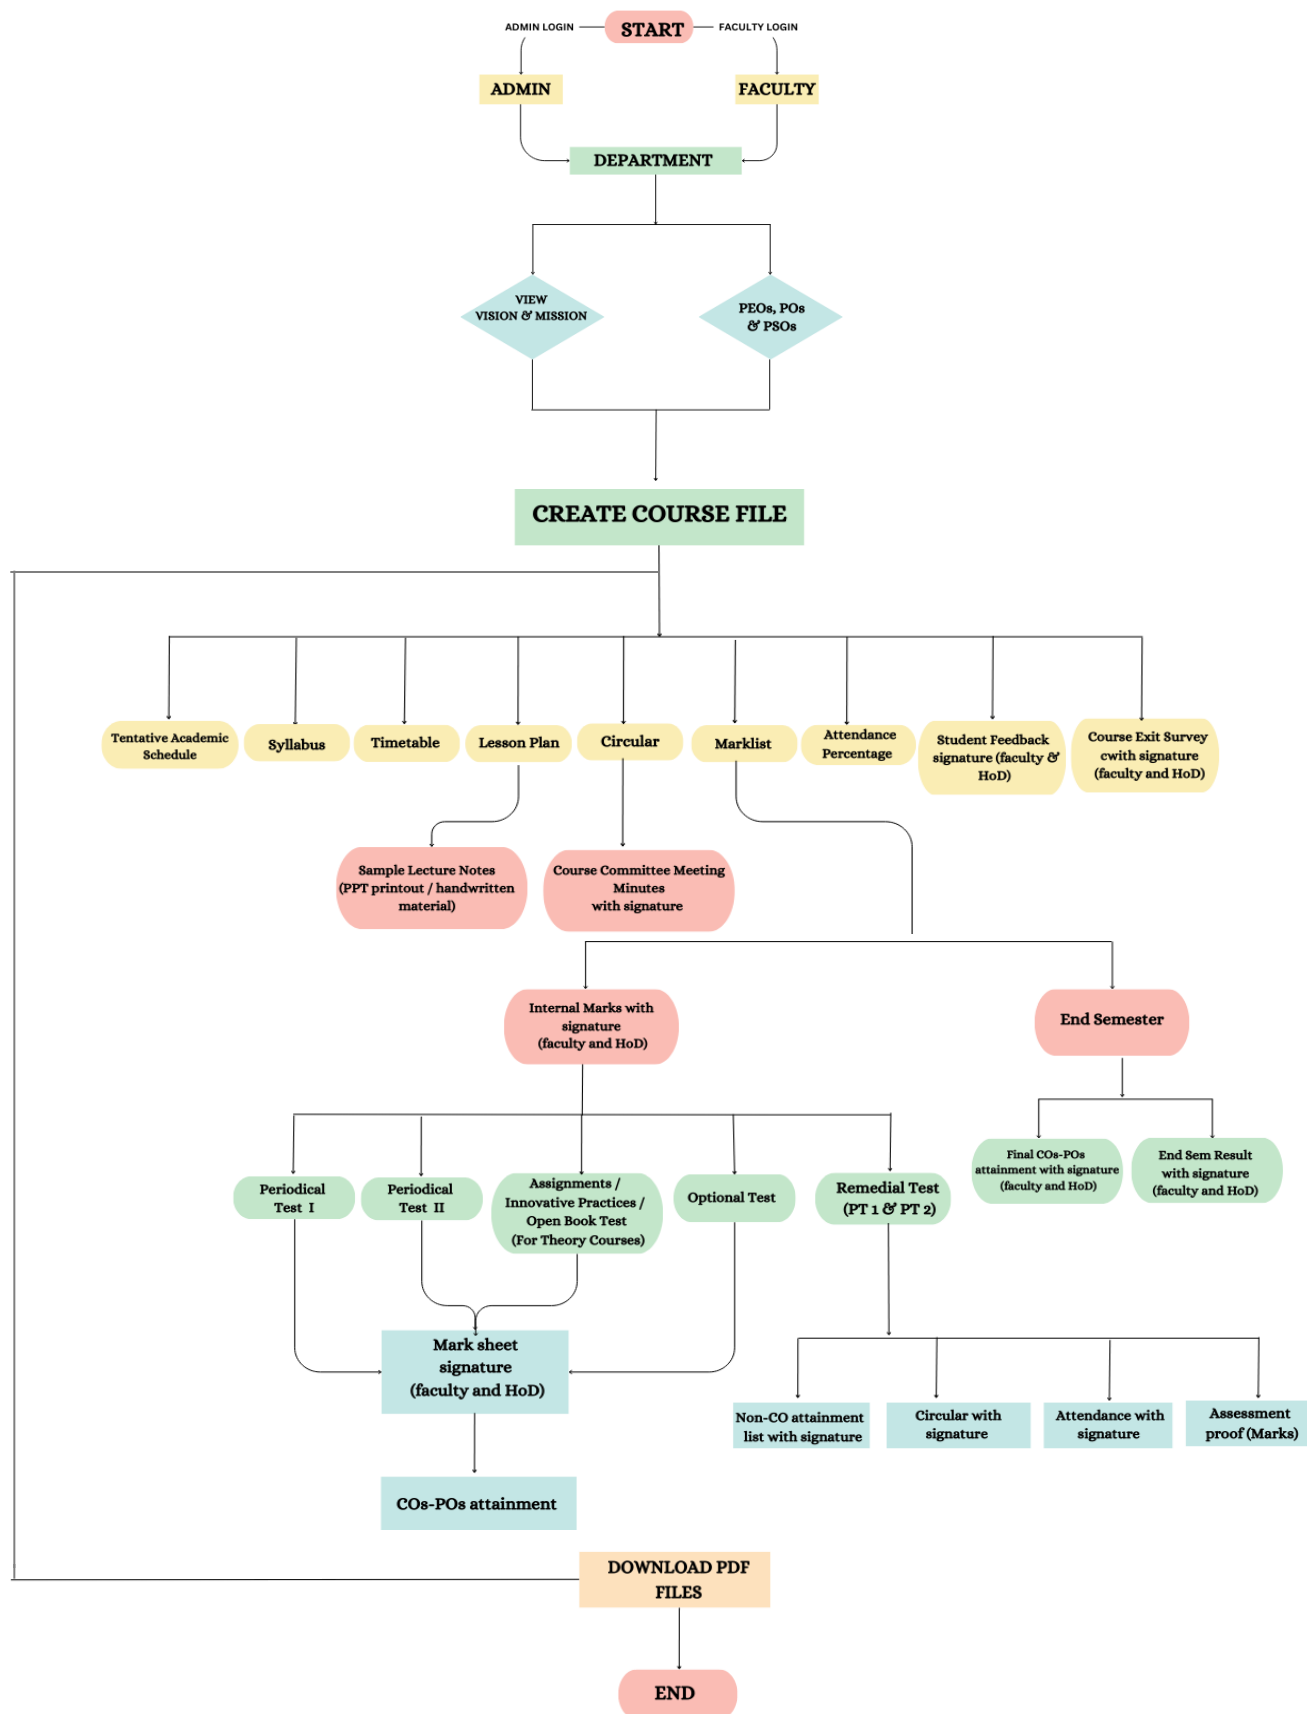 ADMIN LOGIN
START
FACULTY LOGIN
ADMIN
FACULTY
DEPARTMENT
VIEW
VISION & MISSION
PEOs, POs
& PSOs
CREATE COURSE FILE
Tentative Academic
Schedule
Syllabus
Timetable
Lesson Plan
Circular
Marklist
Attendance
Percentage
Student Feedback
signature (faculty &
HoD)
Course Exit Survey
cwith signature
(faculty and HoD)
Sample Lecture Notes
(PPT printout / handwritten
material)
Course Committee Meeting
Minutes
with signature
Internal Marks with
signature
(faculty and HoD)
End Semester
Periodical
Test I
Periodical
Test II
Assignments /
Innovative Practices /
Open Book Test
(For Theory Courses)
Optional Test
Remedial Test
(PT 1 & PT 2)
Final COs-POs
attainment with signature
(faculty and HoD)
End Sem Result
with signature
(faculty and HoD)
Mark sheet
signature
(faculty and HoD)
Non-CO attainment
list with signature
Circular with
signature
Attendance with
signature
Assessment
proof (Marks)
COs-POs attainment
DOWNLOAD PDF
FILES
END